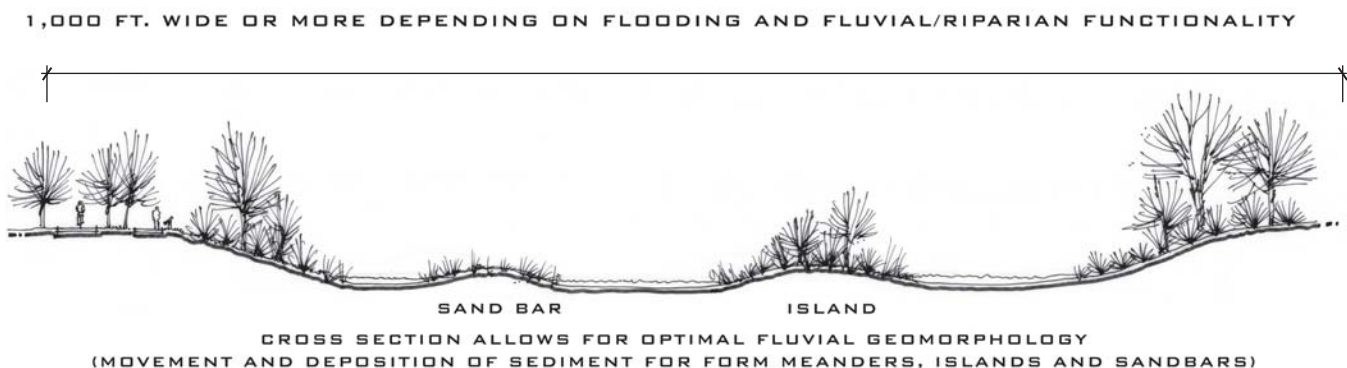 1,000 FT. WIDE OR MORE DEPENDING ON FLOODING AND FLUVIAL/RIPARIAN FUNCTIONALITY
SAND BAR
ISLAND
CROSS SECTION ALLOWS FOR OPTIMAL FLUVIAL GEOMORPHOLOGY
(MOVEMENT AND DEPOSITION OF SEDIMENT FOR FORM MEANDERS, ISLANDS AND SANDBARS)